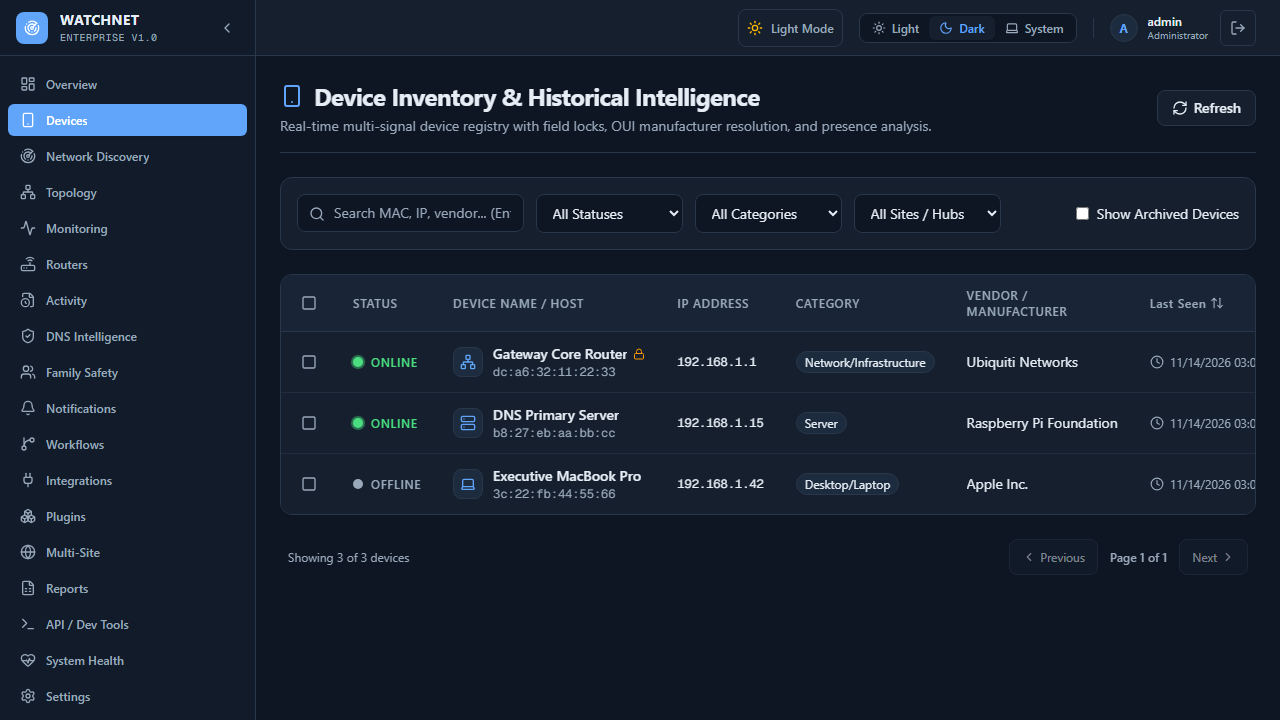 WATCHNET
ENTERPRISE V1.0
Light Mode
Light
Dark
System
A
admin
Administrator
Overview
Devices
Network Discovery
Topology
Monitoring
Routers
Activity
DNS Intelligence
Family Safety
Notifications
Workflows
Integrations
Plugins
Multi-Site
Reports
API / Dev Tools
System Health
Settings
Device Inventory & Historical Intelligence
Real-time multi-signal device registry with field locks, OUI manufacturer resolution, and presence analysis.
Refresh
Search MAC, IP, vendor... (En
All Statuses
All Categories
All Sites / Hubs
Show Archived Devices
STATUS
DEVICE NAME / HOST
IP ADDRESS
CATEGORY
VENDOR /
MANUFACTURER
Last Seen
ONLINE
Gateway Core Router
dc:a6:32:11:22:33
192.168.1.1
Network/Infrastructure
Ubiquiti Networks
11/14/2026 03:0
ONLINE
DNS Primary Server
b8:27:eb:aa:bb:cc
192.168.1.15
Server
Raspberry Pi Foundation
11/14/2026 03:0
OFFLINE
Executive MacBook Pro
3c:22:fb:44:55:66
192.168.1.42
Desktop/Laptop
Apple Inc.
11/14/2026 03:0
Showing 3 of 3 devices
Previous
Page 1 of 1
Next